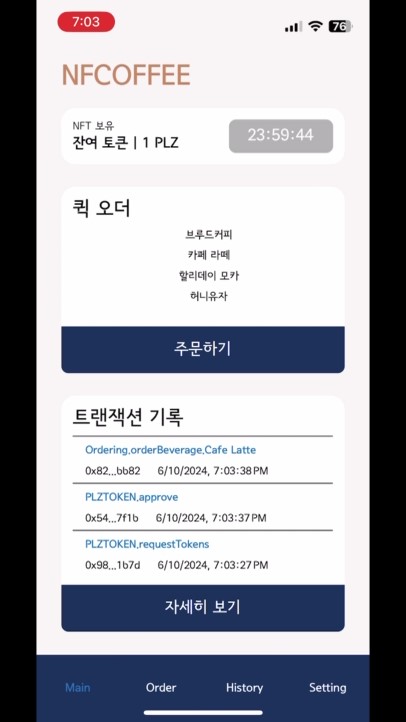 7:03
76
NFCOFFEE
NFT 보유
잔여 토큰 | 1 PLZ
23:59:44
퀵 오더
브루드커피
카페 라떼
할리데이 모카
허니유자
주문하기
트랜잭션 기록
Ordering.orderBeverage.Cafe Latte
0x82...bb82 6/10/2024, 7:03:38 PM
PLZTOKEN.approve
0x54...7f1b 6/10/2024, 7:03:37 PM
PLZTOKEN.requestTokens
0x98...1b7d 6/10/2024, 7:03:27 PM
자세히 보기
Main Order History Setting